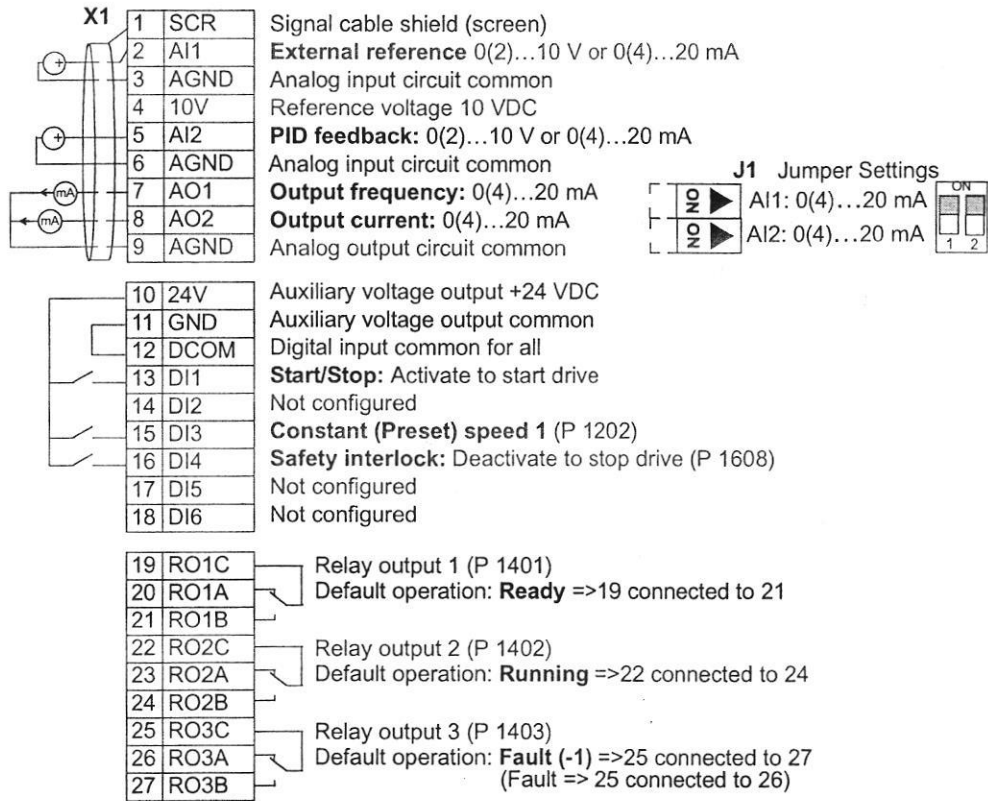 X1
1 SCR Signal cable shield (screen)
2 AI1 External reference 0(2)...10 V or 0(4)...20 mA
3 AGND Analog input circuit common
4 10V Reference voltage 10 VDC
5 AI2 PID feedback: 0(2)...10 V or 0(4)...20 mA
6 AGND Analog input circuit common
7 AO1 Output frequency: 0(4)...20 mA
8 AO2 Output current: 0(4)...20 mA
9 AGND Analog output circuit common
+
+
mA
mA
J1 Jumper Settings
ON AI1: 0(4)...20 mA
ON AI2: 0(4)...20 mA
ON
1 2
10 24V Auxiliary voltage output +24 VDC
11 GND Auxiliary voltage output common
12 DCOM Digital input common for all
13 DI1 Start/Stop: Activate to start drive
14 DI2 Not configured
15 DI3 Constant (Preset) speed 1 (P 1202)
16 DI4 Safety interlock: Deactivate to stop drive (P 1608)
17 DI5 Not configured
18 DI6 Not configured
19 RO1C Relay output 1 (P 1401)
20 RO1A Default operation: Ready =>19 connected to 21
21 RO1B
22 RO2C Relay output 2 (P 1402)
23 RO2A Default operation: Running =>22 connected to 24
24 RO2B
25 RO3C Relay output 3 (P 1403)
26 RO3A Default operation: Fault (-1) =>25 connected to 27
27 RO3B (Fault => 25 connected to 26)